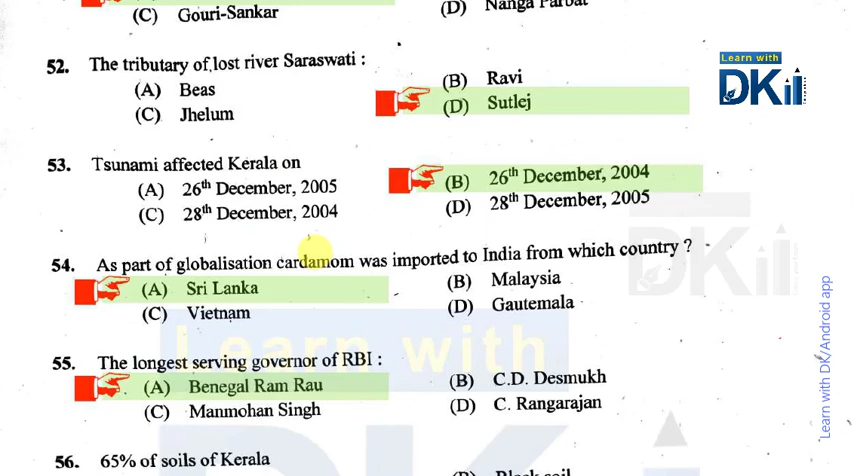 (C) Gouri-Sankar
(D) Nanga Parbat
Learn with
DK
52. The tributary of lost river Saraswati :
(A) Beas
(B) Ravi
(C) Jhelum
(D) Sutlej
53. Tsunami affected Kerala on
(A) 26th December, 2005
(B) 26th December, 2004
(C) 28th December, 2004
(D) 28th December, 2005
54. As part of globalisation cardamom was imported to India from which country ?
(A) Sri Lanka
(B) Malaysia
(C) Vietnam
(D) Gautemala
55. The longest serving governor of RBI :
(A) Benegal Ram Rau
(B) C.D. Desmukh
(C) Manmohan Singh
(D) C. Rangarajan
56. 65% of soils of Kerala
(B) Black soil
Learn with DK/Android app
Learn with
DK
DK